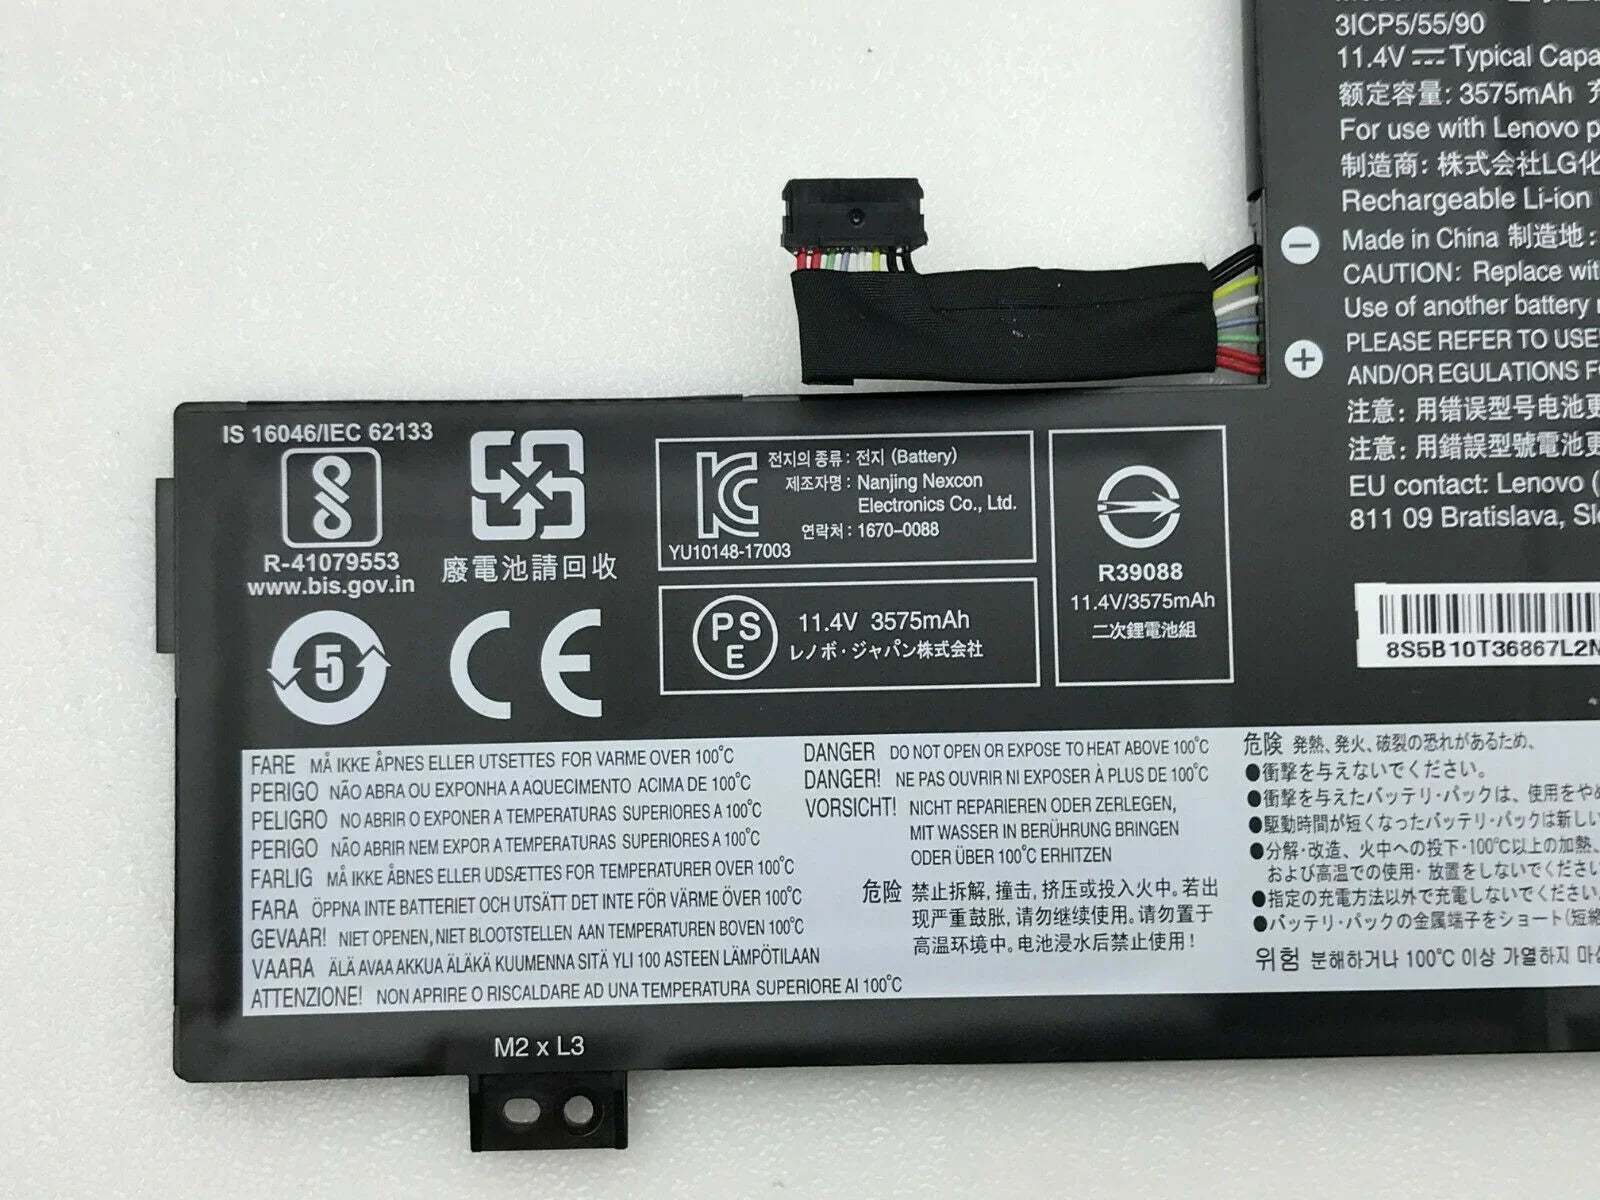 3ICP5/55/90
11.4V Typical
额定容量: 3575mAh
For use with Lenovo
制造商: 株式会社LG化
Rechargeable Li-ion
Made in China 制造地:
CAUTION: Replace
Use of another battery
PLEASE REFER TO
AND/OR EGULATIONS
注意: 用错误型号电池更
注意: 用錯誤型號電池更
EU contact: Lenovo
811 09 Bratislava,
8S5B10T36867L2N
IS 16046/IEC 62133
R-41079553
www.bis.gov.in
廢電池請回收
5
CE
전지의 종류: 전지 (Battery)
제조자명: Nanjing Nexcon
Electronics Co., Ltd.
연락처: 1670-0088
KC
YU10148-17003
PSE
11.4V 3575mAh
レノボ・ジャパン株式会社
R39088
11.4V/3575mAh
二次鋰電池組
FARE MÅ IKKE ÅPNES ELLER UTSETTES FOR VARME OVER 100°C
PERIGO NÃO ABRA OU EXPONHA A AQUECIMENTO ACIMA DE 100°C
PELIGRO NO ABRIR O EXPONER A TEMPERATURAS SUPERIORES A 100°C
PERIGO NÃO ABRIR NEM EXPOR A TEMPERATURAS SUPERIORES A 100°C
FARLIG MÅ IKKE ÅBNES ELLER UDSÆTTES FOR TEMPERATURER OVER 100°C
FARA ÖPPNA INTE BATTERIET OCH UTSÄTT DET INTE FÖR VÄRME ÖVER 100°C
GEVAAR! NIET OPENEN, NIET BLOOTSTELLEN AAN TEMPERATUREN BOVEN 100°C
VAARA ÄLÄ AVAA AKKUA ÄLÄKÄ KUUMENNA SITÄ YLI 100 ASTEEN LÄMPÖTILAAN
ATTENZIONE! NON APRIRE O RISCALDARE AD UNA TEMPERATURA SUPERIORE AI 100°C
DANGER DO NOT OPEN OR EXPOSE TO HEAT ABOVE 100°C
DANGER! NE PAS OUVRIR NI EXPOSER À PLUS DE 100°C
VORSICHT! NICHT REPARIEREN ODER ZERLEGEN,
MIT WASSER IN BERÜHRUNG BRINGEN
ODER ÜBER 100°C ERHITZEN
危险 禁止拆解, 撞击, 挤压或投入火中。若出
现严重鼓胀, 请勿继续使用。请勿置于
高温环境中。电池浸水后禁止使用!
危険 発熱、発火、破裂の恐れがあるため、
●衝撃を与えないでください。
●衝撃を与えたバッテリ・パックは、使用をやめ
●駆動時間が短くなったバッテリ・パックは新しい
●分解・改造、火中への投下・100°C以上の加熱、
および高温での使用・放置をしないでください
●指定の充電方法以外で充電しないでください。
●バッテリ・パックの金属端子をショート(短絡
위험 분해하거나 100°C 이상 가열하지
M2 x L3